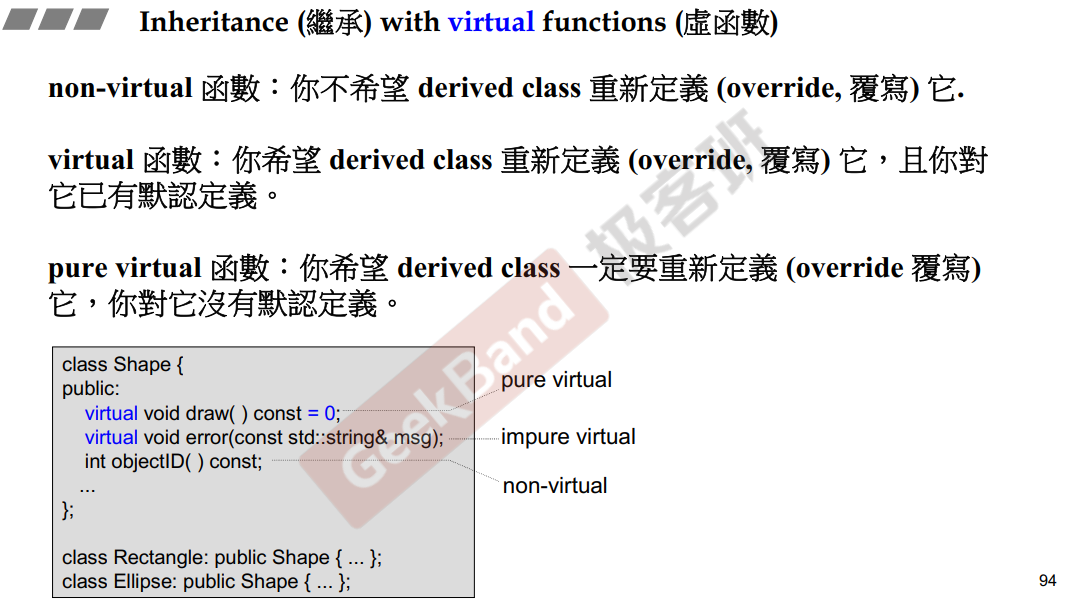 Inheritance (繼承) with virtual functions (虛函數)
non-virtual 函數：你不希望 derived class 重新定義 (override, 覆寫) 它.
virtual 函數：你希望 derived class 重新定義 (override, 覆寫) 它，且你對
它已有默認定義。
pure virtual 函數：你希望 derived class 一定要重新定義 (override 覆寫)
它，你對它沒有默認定義。
class Shape {
public:
virtual void draw( ) const = 0;
pure virtual
virtual void error(const std::string& msg);
impure virtual
int objectID( ) const;
non-virtual
...
};
class Rectangle: public Shape { ... };
class Ellipse: public Shape { ... };
GeekBand 极客班
94